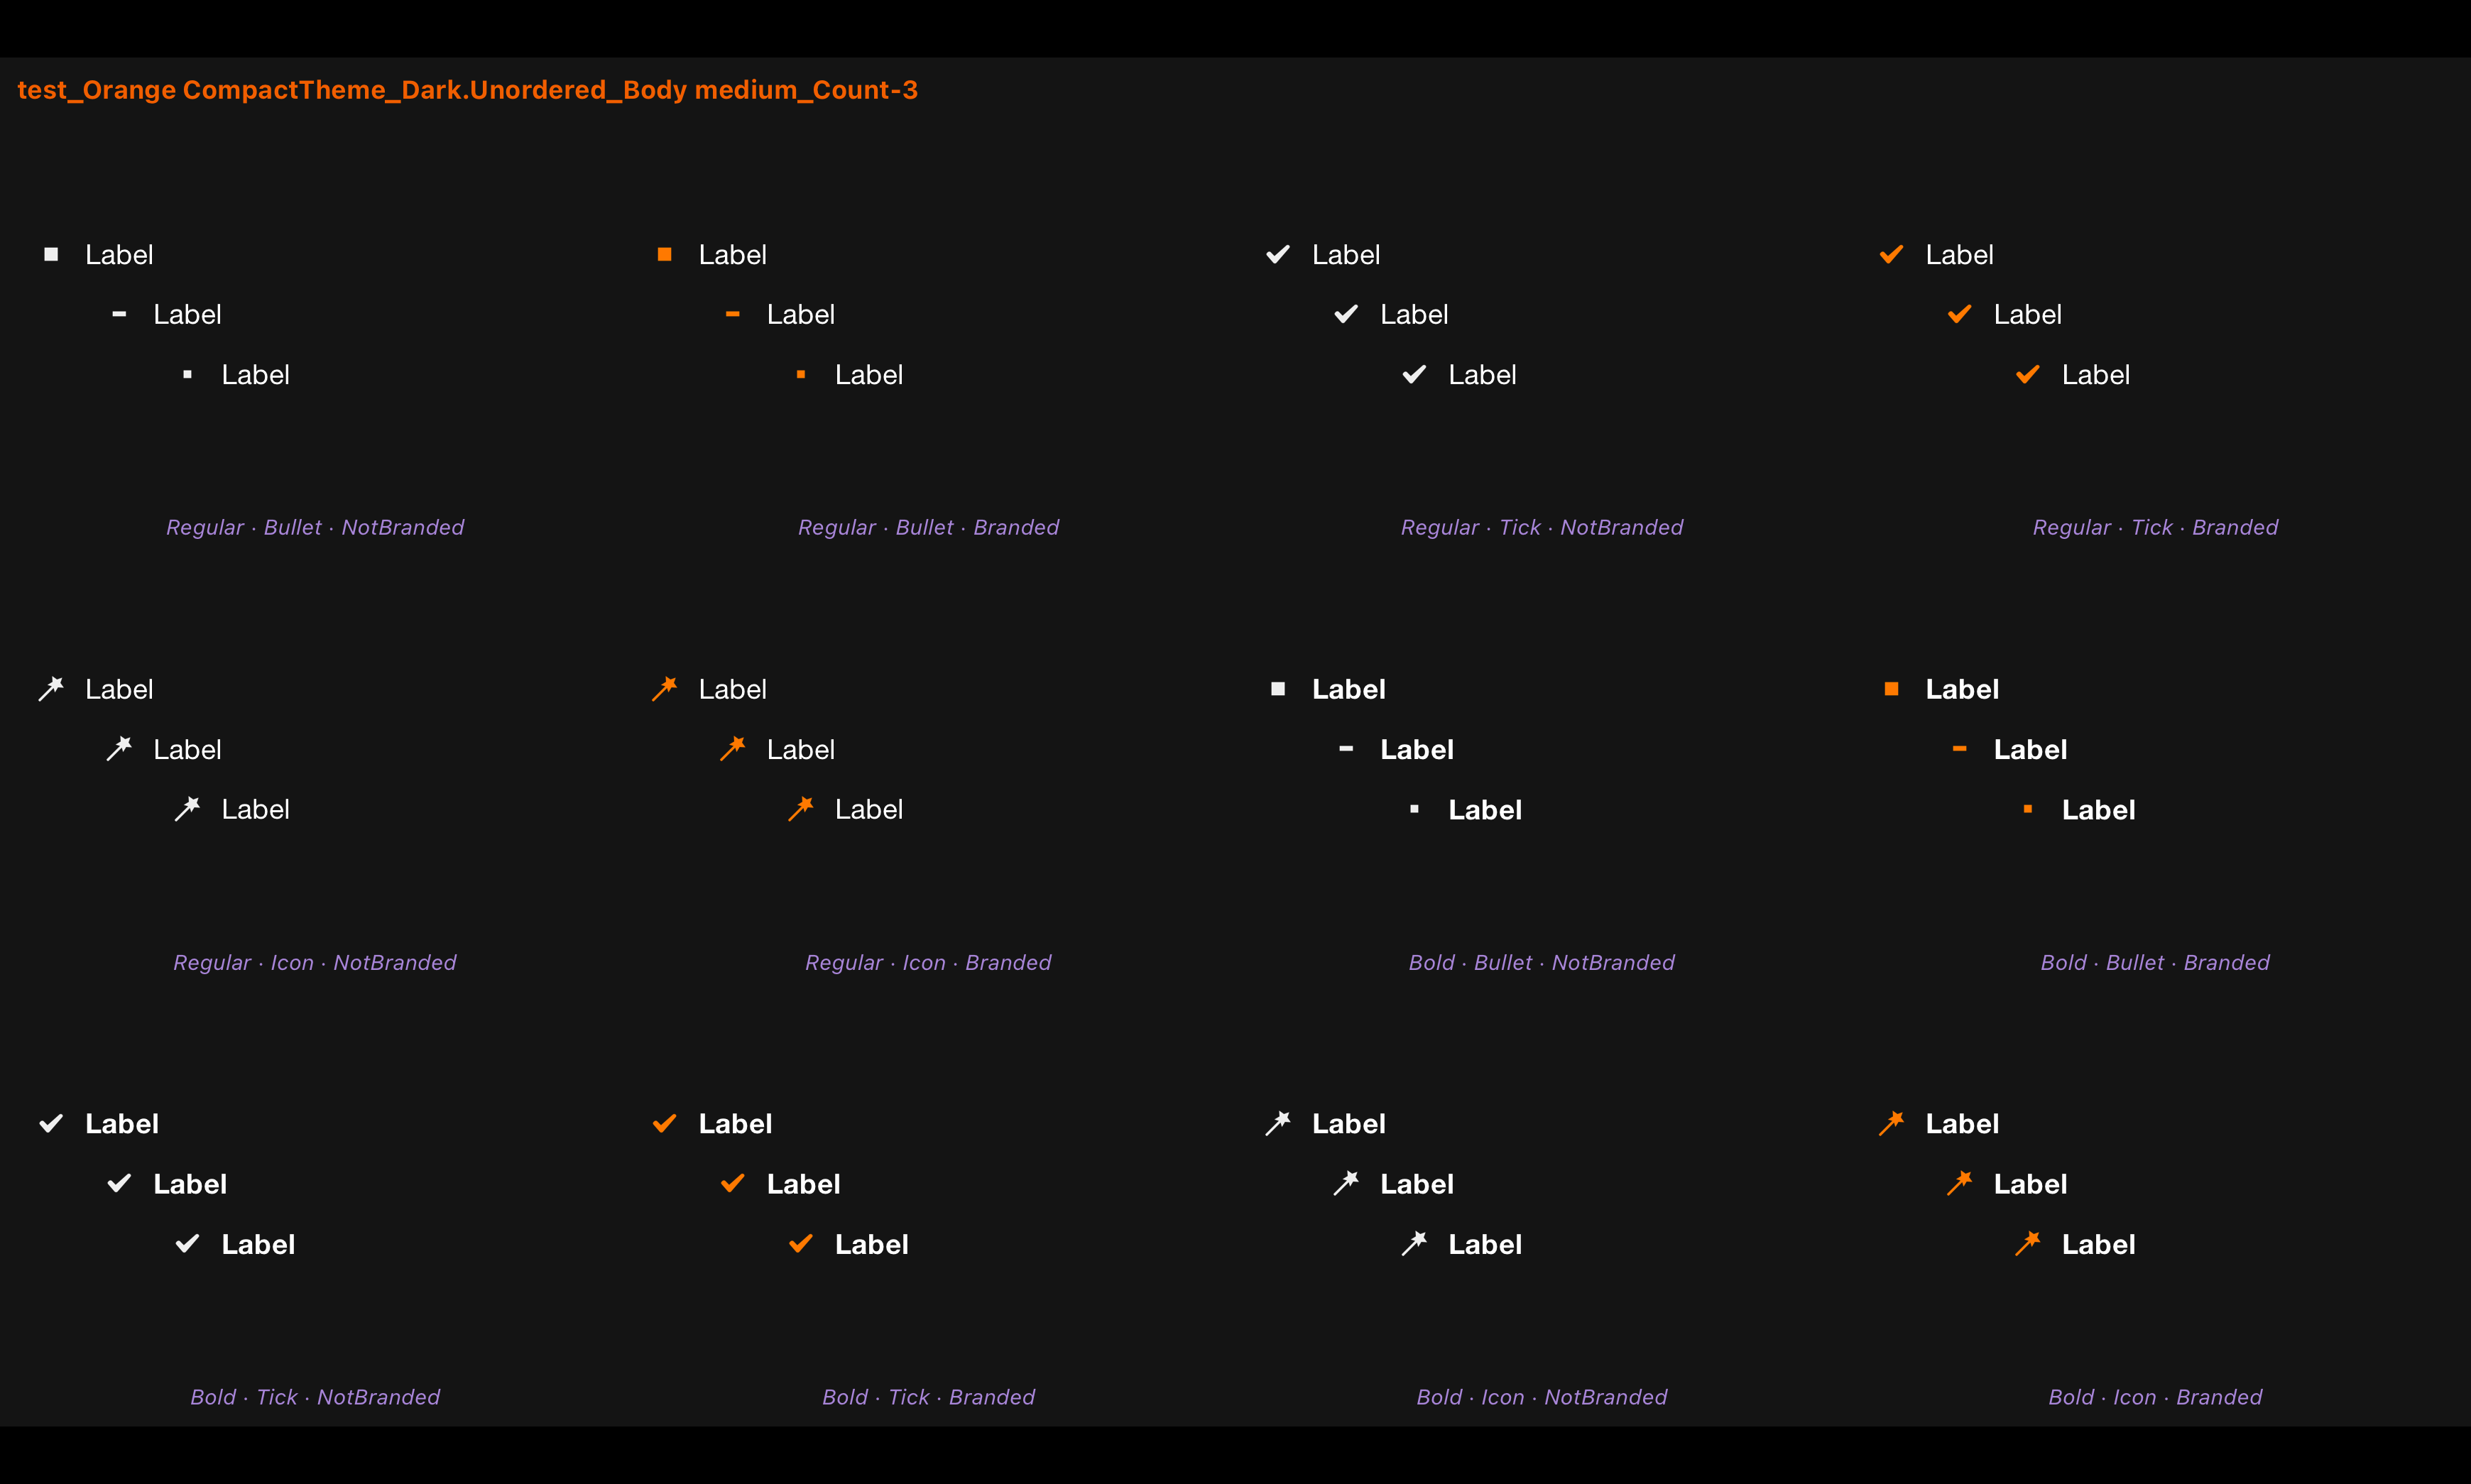 test_Orange CompactTheme_Dark.Unordered_Body medium_Count-3
Label
Label
Label
Regular · Bullet · NotBranded
Label
Label
Label
Regular · Bullet · Branded
Label
Label
Label
Regular · Tick · NotBranded
Label
Label
Label
Regular · Tick · Branded
Label
Label
Label
Regular · Icon · NotBranded
Label
Label
Label
Regular · Icon · Branded
Label
Label
Label
Bold · Bullet · NotBranded
Label
Label
Label
Bold · Bullet · Branded
Label
Label
Label
Bold · Tick · NotBranded
Label
Label
Label
Bold · Tick · Branded
Label
Label
Label
Bold · Icon · NotBranded
Label
Label
Label
Bold · Icon · Branded